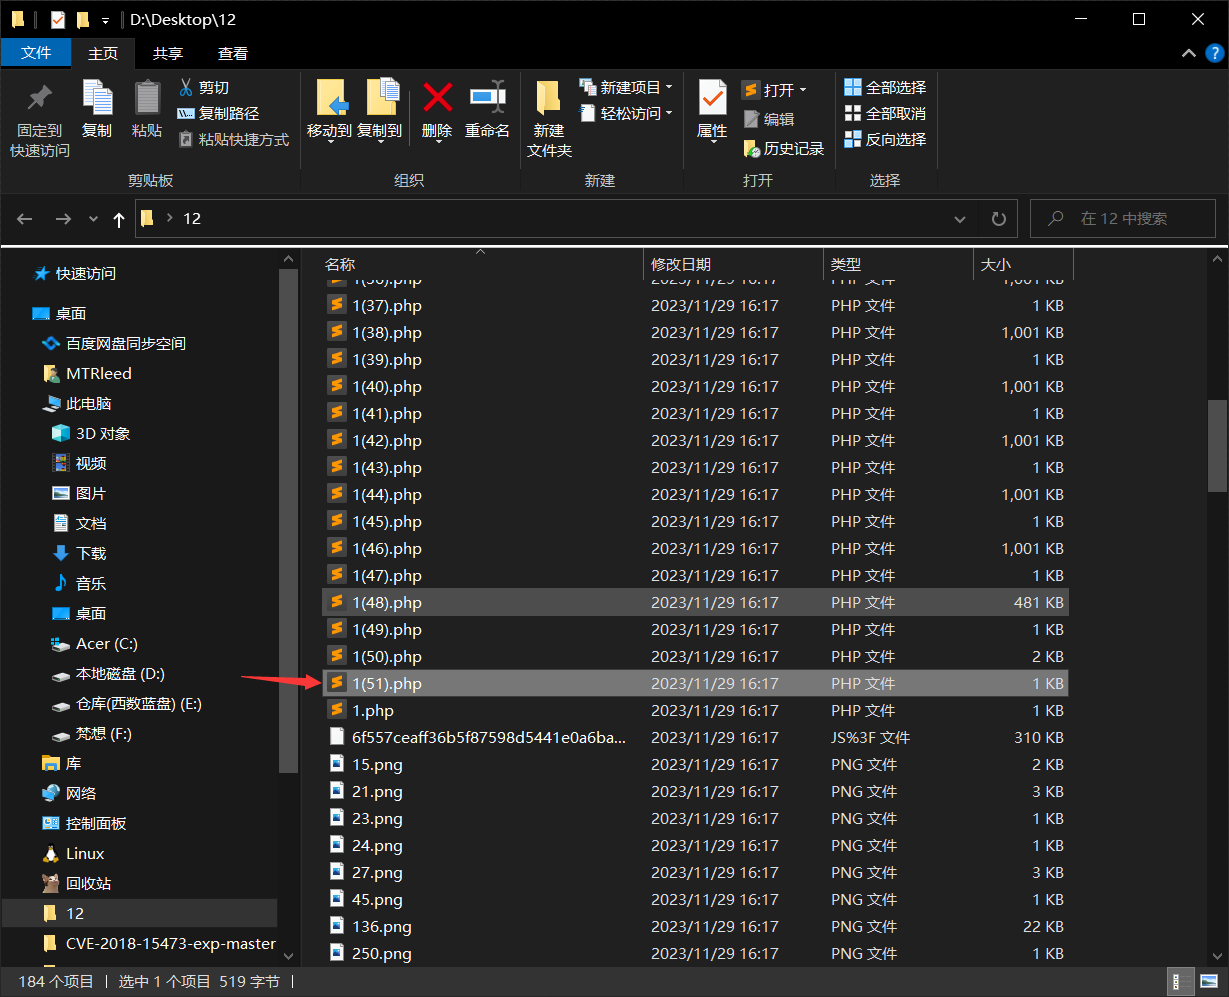 D:\Desktop\12
文件 主页 共享 查看
固定到快速访问
复制
粘贴
剪切
复制路径
粘贴快捷方式
剪贴板
移动到 复制到 删除 重命名
组织
新建文件夹
新建项目
轻松访问
新建
属性
打开
编辑
历史记录
打开
全部选择
全部取消
反向选择
选择
12
在 12 中搜索
快速访问
桌面
百度网盘同步空间
MTRleed
此电脑
3D 对象
视频
图片
文档
下载
音乐
桌面
Acer (C:)
本地磁盘 (D:)
仓库(西数蓝盘) (E:)
梵想 (F:)
库
网络
控制面板
Linux
回收站
12
CVE-2018-15473-exp-master
名称 修改日期 类型 大小
1(36).php 2023/11/29 16:17 PHP 文件 1,001 KB
1(37).php 2023/11/29 16:17 PHP 文件 1 KB
1(38).php 2023/11/29 16:17 PHP 文件 1,001 KB
1(39).php 2023/11/29 16:17 PHP 文件 1 KB
1(40).php 2023/11/29 16:17 PHP 文件 1,001 KB
1(41).php 2023/11/29 16:17 PHP 文件 1 KB
1(42).php 2023/11/29 16:17 PHP 文件 1,001 KB
1(43).php 2023/11/29 16:17 PHP 文件 1 KB
1(44).php 2023/11/29 16:17 PHP 文件 1,001 KB
1(45).php 2023/11/29 16:17 PHP 文件 1 KB
1(46).php 2023/11/29 16:17 PHP 文件 1,001 KB
1(47).php 2023/11/29 16:17 PHP 文件 1 KB
1(48).php 2023/11/29 16:17 PHP 文件 481 KB
1(49).php 2023/11/29 16:17 PHP 文件 1 KB
1(50).php 2023/11/29 16:17 PHP 文件 2 KB
1(51).php 2023/11/29 16:17 PHP 文件 1 KB
1.php 2023/11/29 16:17 PHP 文件 1 KB
6f557ceaff36b5f87598d5441e0a6ba... 2023/11/29 16:17 JS%3F 文件 310 KB
15.png 2023/11/29 16:17 PNG 文件 2 KB
21.png 2023/11/29 16:17 PNG 文件 3 KB
23.png 2023/11/29 16:17 PNG 文件 1 KB
24.png 2023/11/29 16:17 PNG 文件 1 KB
27.png 2023/11/29 16:17 PNG 文件 3 KB
45.png 2023/11/29 16:17 PNG 文件 1 KB
136.png 2023/11/29 16:17 PNG 文件 22 KB
250.png 2023/11/29 16:17 PNG 文件 1 KB
184 个项目 选中 1 个项目 519 字节